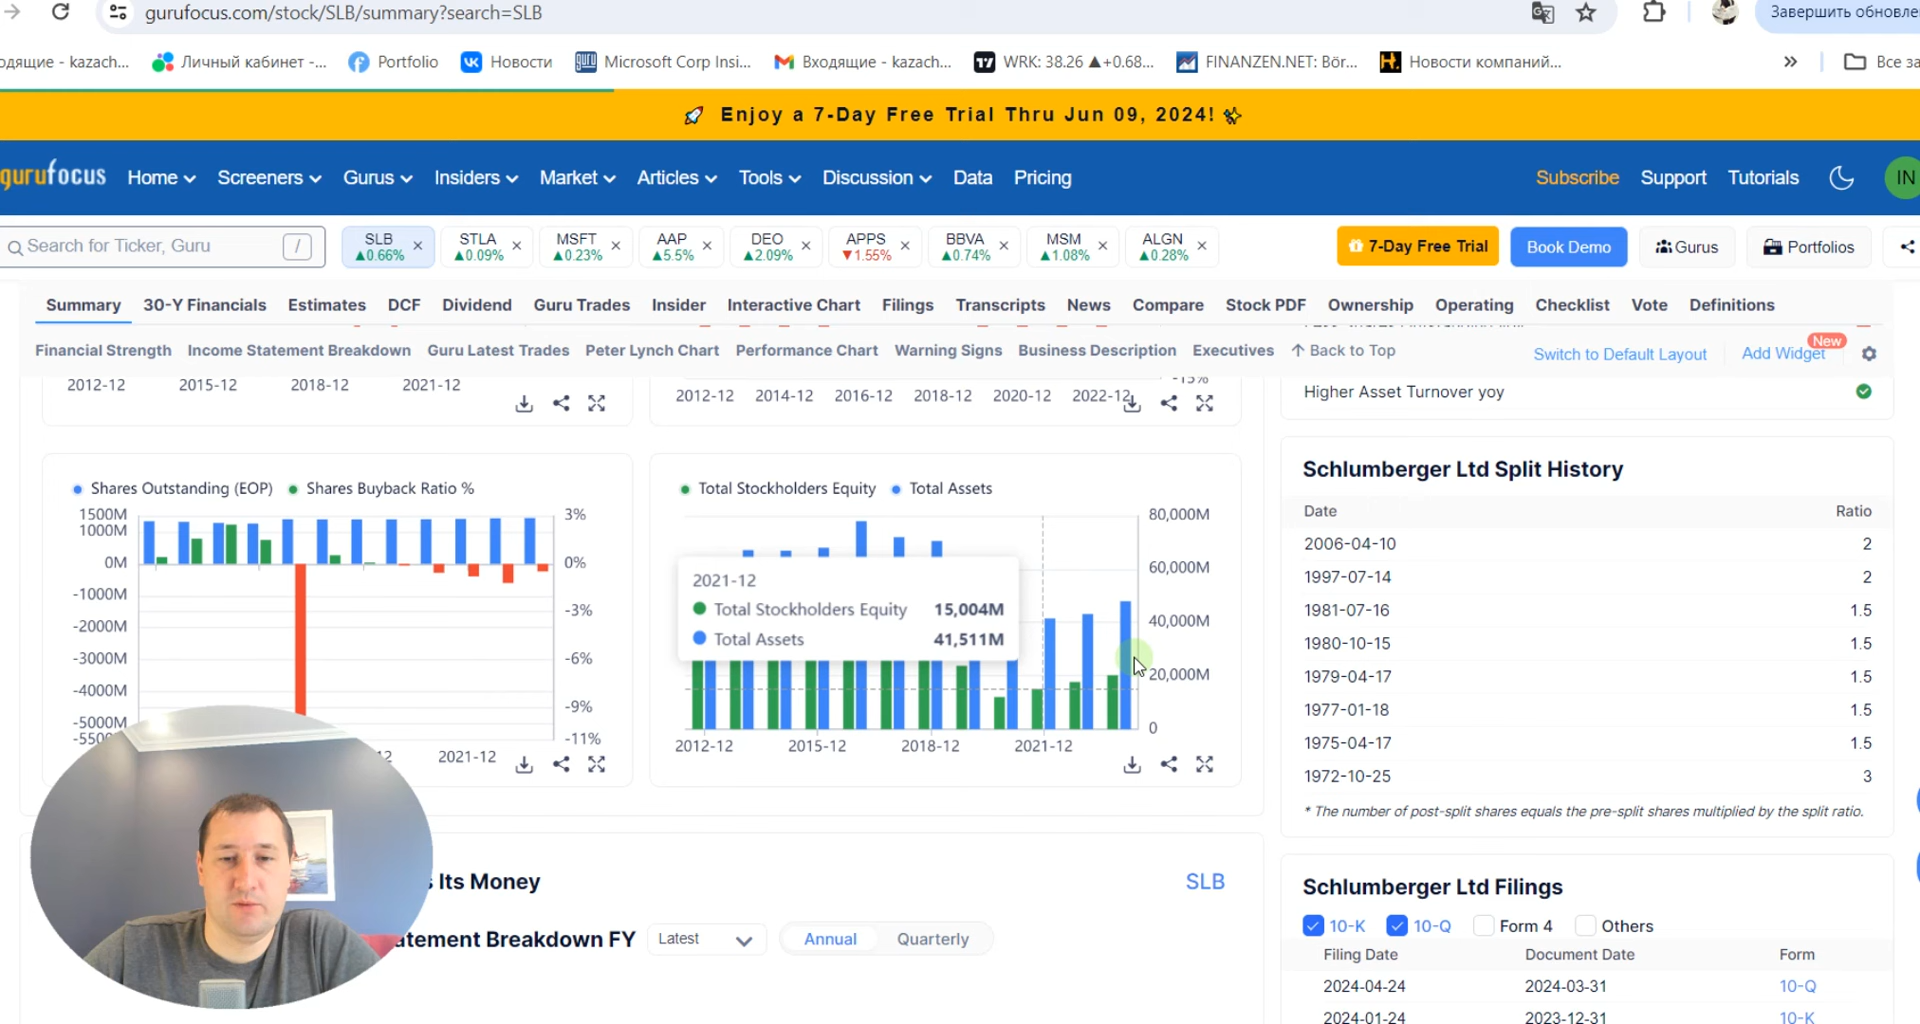 gurufocus.com/stock/SLB/summary?search=SLB
Завершить обновле
одящие - kazach...
Личный кабинет -...
Portfolio
Новости
Microsoft Corp Insi...
Входящие - kazach...
WRK: 38.26 ▲+0.68...
FINANZEN.NET: Bör...
Новости компаний...
»
Все за
🚀 Enjoy a 7-Day Free Trial Thru Jun 09, 2024! ✨
gurufocus
Home
Screeners
Gurus
Insiders
Market
Articles
Tools
Discussion
Data
Pricing
Subscribe
Support
Tutorials
IN
Search for Ticker, Guru
/
SLB
▲0.66%
STLA
▲0.09%
MSFT
▲0.23%
AAP
▲5.5%
DEO
▲2.09%
APPS
▼1.55%
BBVA
▲0.74%
MSM
▲1.08%
ALGN
▲0.28%
7-Day Free Trial
Book Demo
Gurus
Portfolios
Summary
30-Y Financials
Estimates
DCF
Dividend
Guru Trades
Insider
Interactive Chart
Filings
Transcripts
News
Compare
Stock PDF
Ownership
Operating
Checklist
Vote
Definitions
Financial Strength
Income Statement Breakdown
Guru Latest Trades
Peter Lynch Chart
Performance Chart
Warning Signs
Business Description
Executives
↑ Back to Top
Switch to Default Layout
Add Widget
New
2012-12
2015-12
2018-12
2021-12
-15%
2012-12
2014-12
2016-12
2018-12
2020-12
2022-12
Higher Asset Turnover yoy
Shares Outstanding (EOP)
Shares Buyback Ratio %
1500M
1000M
0M
-1000M
-2000M
-3000M
-4000M
-5000M
3%
0%
-3%
-6%
-9%
-11%
2021-12
Total Stockholders Equity
Total Assets
80,000M
60,000M
40,000M
20,000M
0
2021-12
Total Stockholders Equity 15,004M
Total Assets 41,511M
2012-12
2015-12
2018-12
2021-12
Schlumberger Ltd Split History
Date Ratio
2006-04-10 2
1997-07-14 2
1981-07-16 1.5
1980-10-15 1.5
1979-04-17 1.5
1977-01-18 1.5
1975-04-17 1.5
1972-10-25 3
* The number of post-split shares equals the pre-split shares multiplied by the split ratio.
Its Money
SLB
atement Breakdown FY
Latest
Annual
Quarterly
Schlumberger Ltd Filings
10-K
10-Q
Form 4
Others
Filing Date Document Date Form
2024-04-24 2024-03-31 10-Q
2024-01-24 2023-12-31 10-K